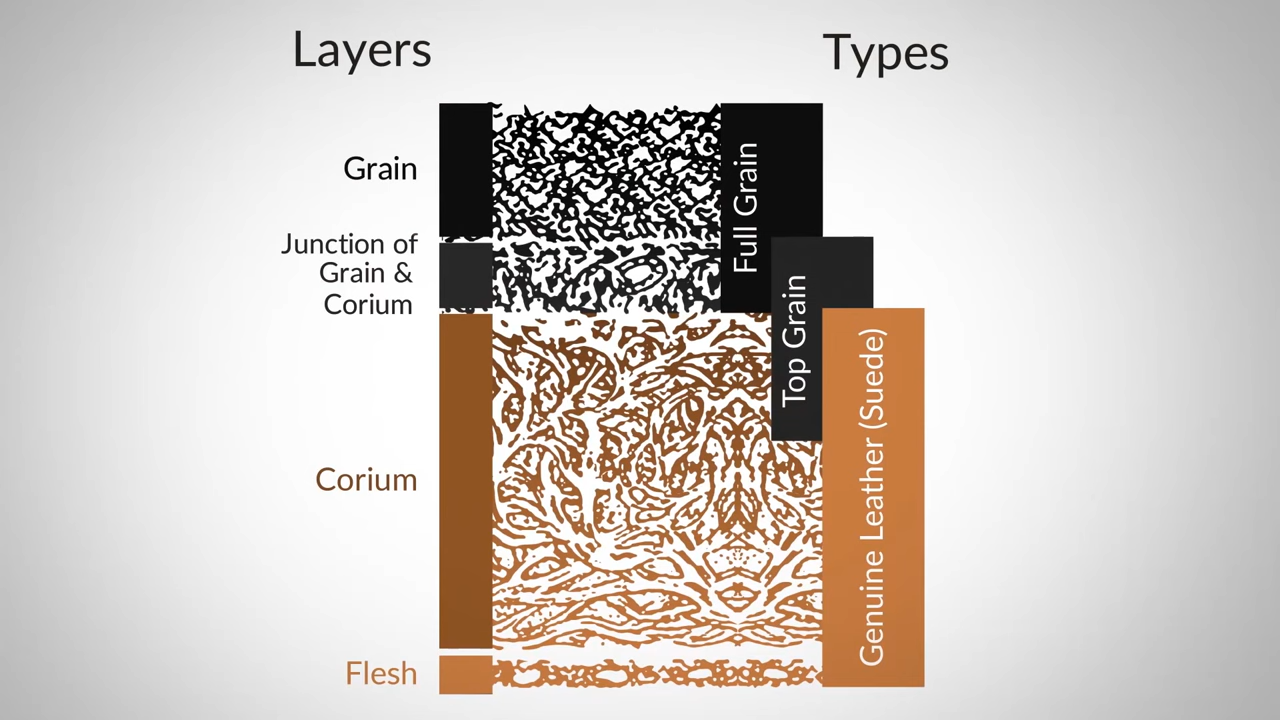 Layers
Types
Grain
Junction of
Grain &
Corium
Corium
Flesh
Full Grain
Top Grain
Genuine Leather (Suede)